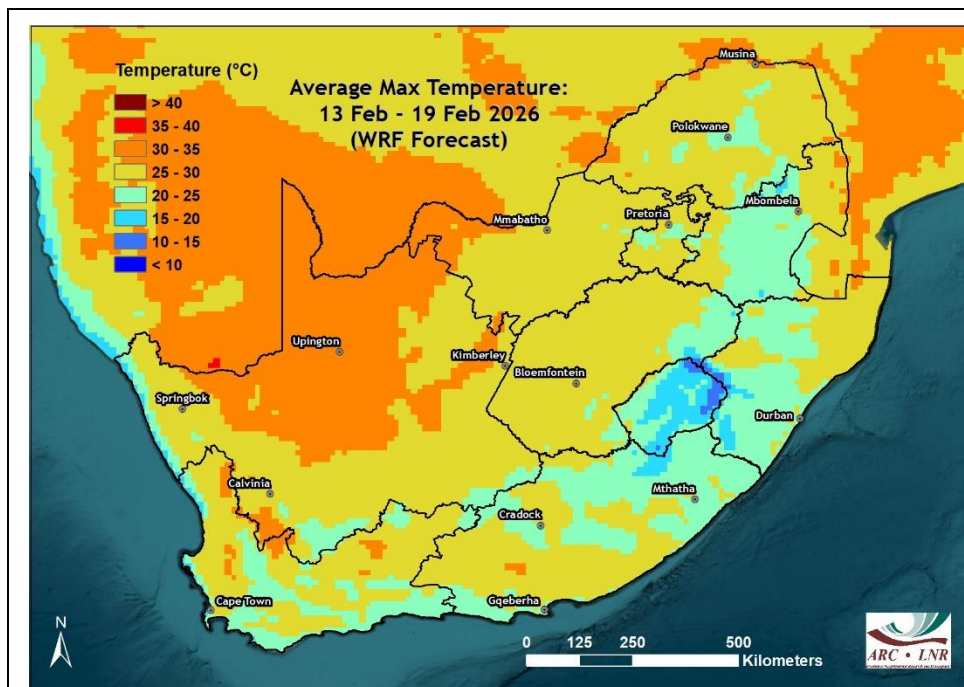 Temperature (°C)
> 40
35 - 40
30 - 35
25 - 30
20 - 25
15 - 20
10 - 15
< 10
Average Max Temperature:
13 Feb - 19 Feb 2026
(WRF Forecast)
Musina
Polokwane
Mbombela
Pretoria
Mmabatho
Upington
Kimberley
Bloemfontein
Springbok
Durban
Calvinia
Mthatha
Cradock
Cape Town
Gqeberha
N
0 125 250 500
Kilometers
ARC • LNR